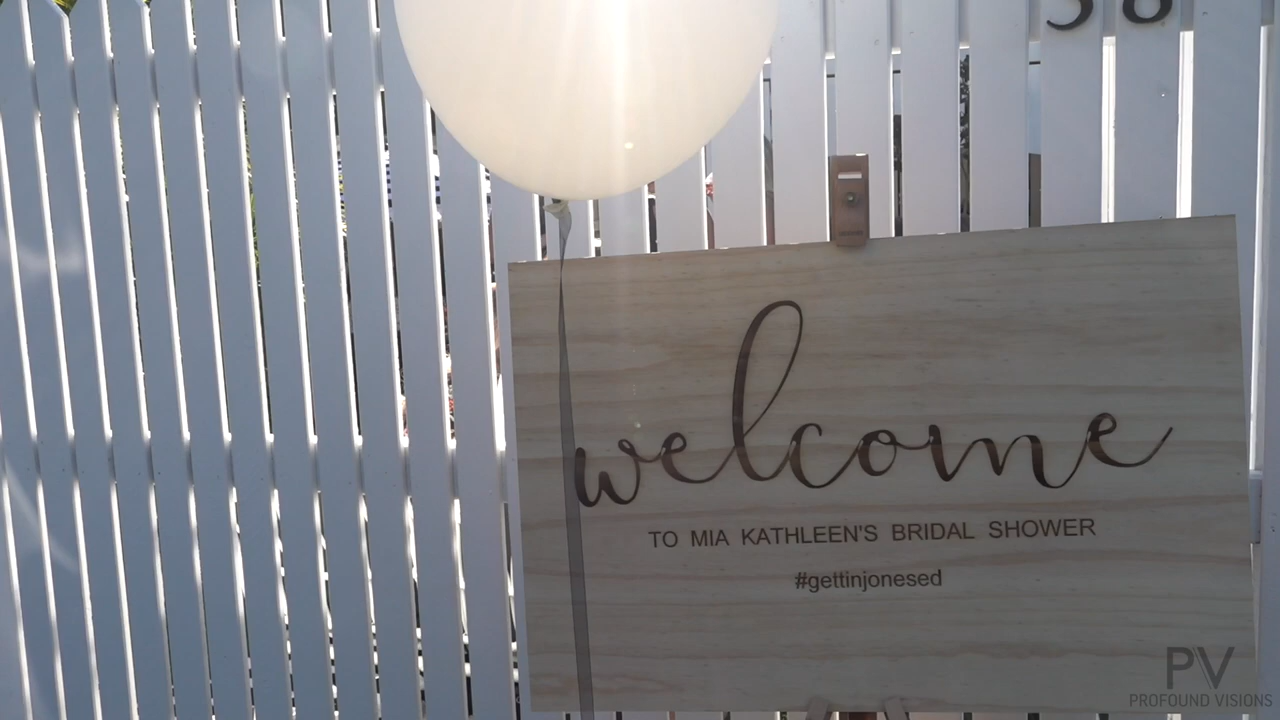 welcome
TO MIA KATHLEEN'S BRIDAL SHOWER
#gettinjonesed
PV
PROFOUND VISIONS